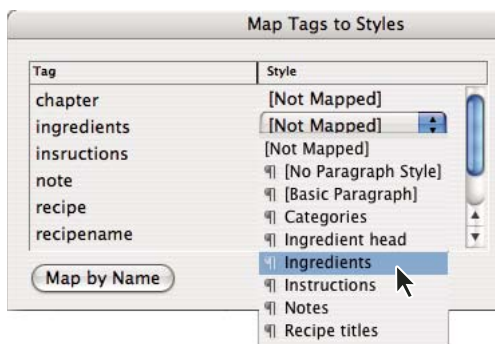 Map Tags to Styles
Tag Style
chapter [Not Mapped]
ingredients [Not Mapped]
insructions [Not Mapped]
note ¶ [No Paragraph Style]
recipe ¶ [Basic Paragraph]
recipename ¶ Categories
¶ Ingredient head
¶ Ingredients
Map by Name ¶ Instructions
¶ Notes
¶ Recipe titles